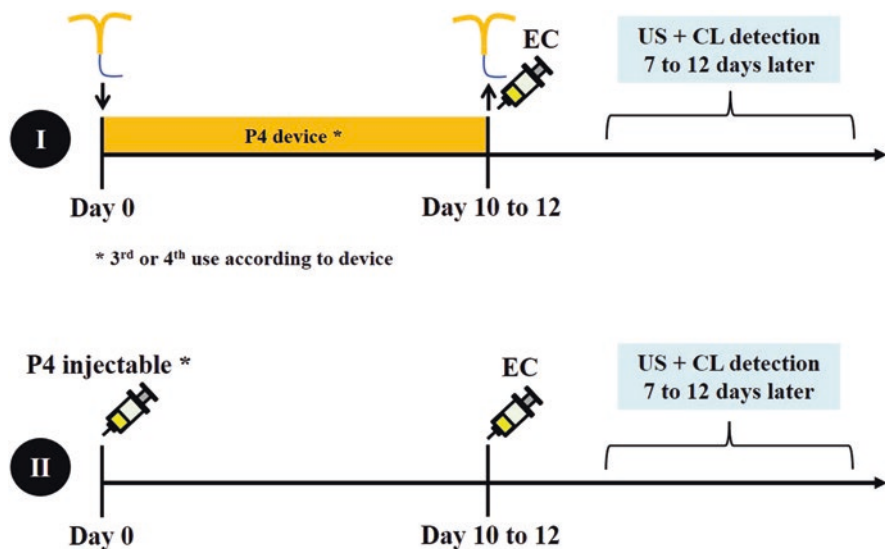 EC
US + CL detection
7 to 12 days later
I
P4 device *
Day 0
Day 10 to 12
* 3rd or 4th use according to device
P4 injectable *
EC
US + CL detection
7 to 12 days later
II
Day 0
Day 10 to 12